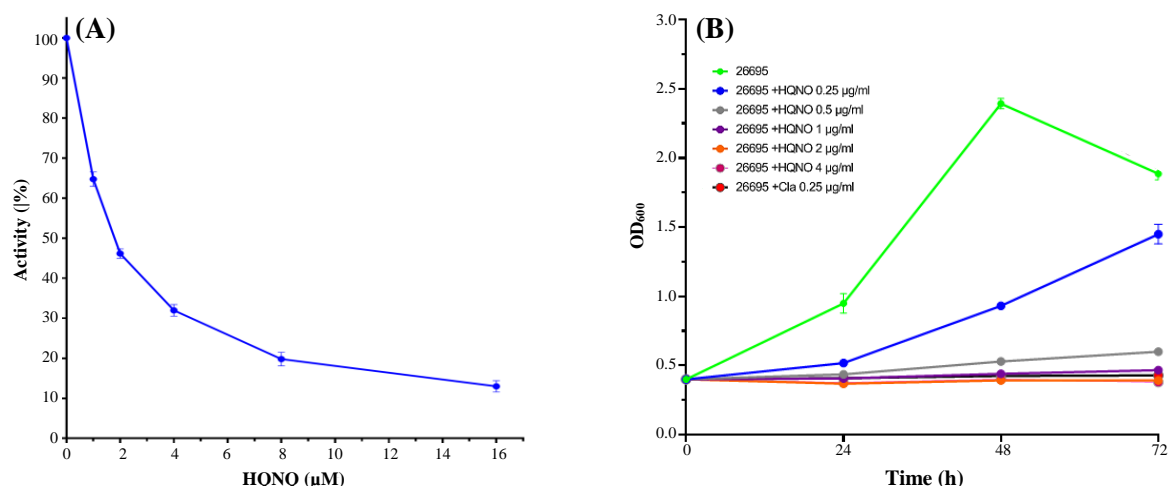 (A)
100
90
80
70
60
50
40
30
20
10
0
Activity (|%)
0 2 4 6 8 10 12 14 16
HQNO (µM)
(B)
3.0
2.5
2.0
1.5
1.0
0.5
0.0
OD600
26695
26695 +HQNO 0.25 µg/ml
26695 +HQNO 0.5 µg/ml
26695 +HQNO 1 µg/ml
26695 +HQNO 2 µg/ml
26695 +HQNO 4 µg/ml
26695 +Cla 0.25 µg/ml
0 24 48 72
Time (h)